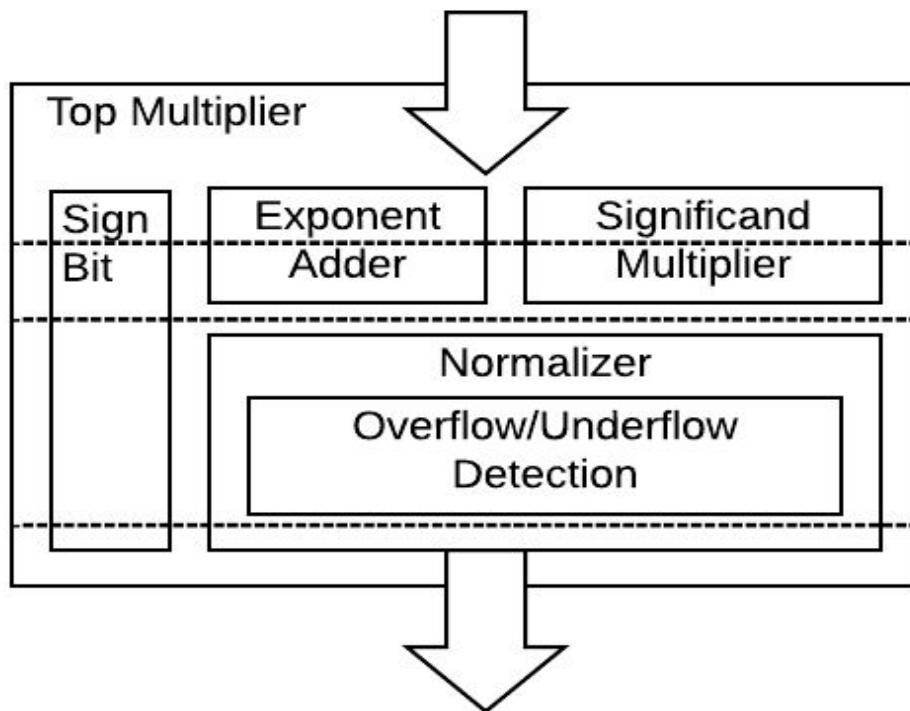 Top Multiplier
Sign
Bit
Exponent
Adder
Significand
Multiplier
Normalizer
Overflow/Underflow
Detection